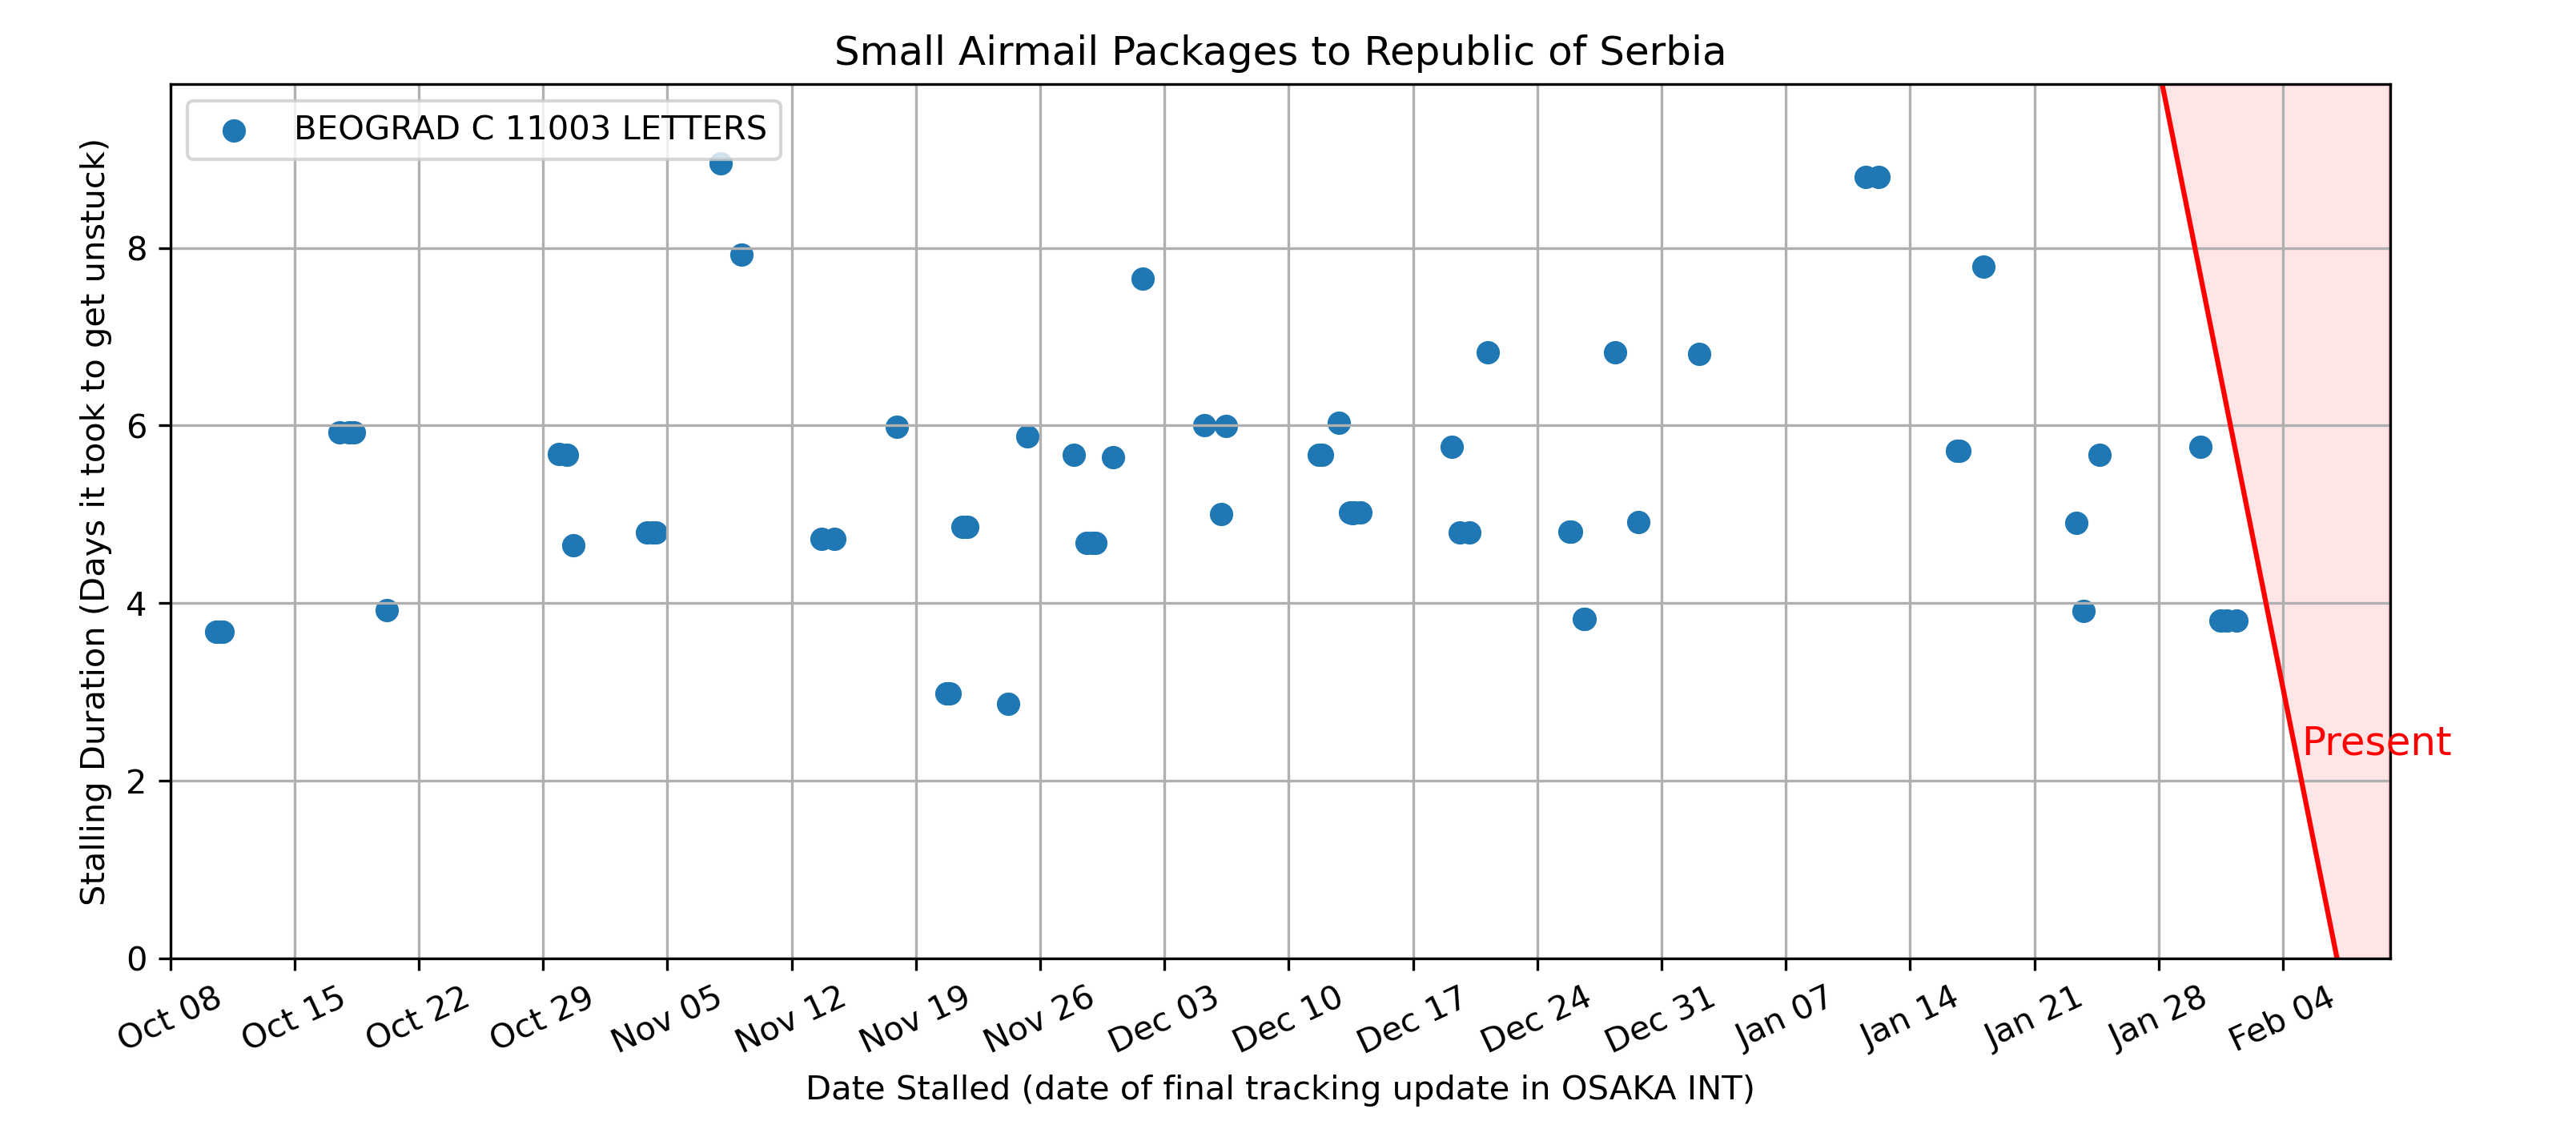 Small Airmail Packages to Republic of Serbia
BEOGRAD C 11003 LETTERS
Stalling Duration (Days it took to get unstuck)
8
6
4
2
0
Present
Oct 08
Oct 15
Oct 22
Oct 29
Nov 05
Nov 12
Nov 19
Nov 26
Dec 03
Dec 10
Dec 17
Dec 24
Dec 31
Jan 07
Jan 14
Jan 21
Jan 28
Feb 04
Date Stalled (date of final tracking update in OSAKA INT)